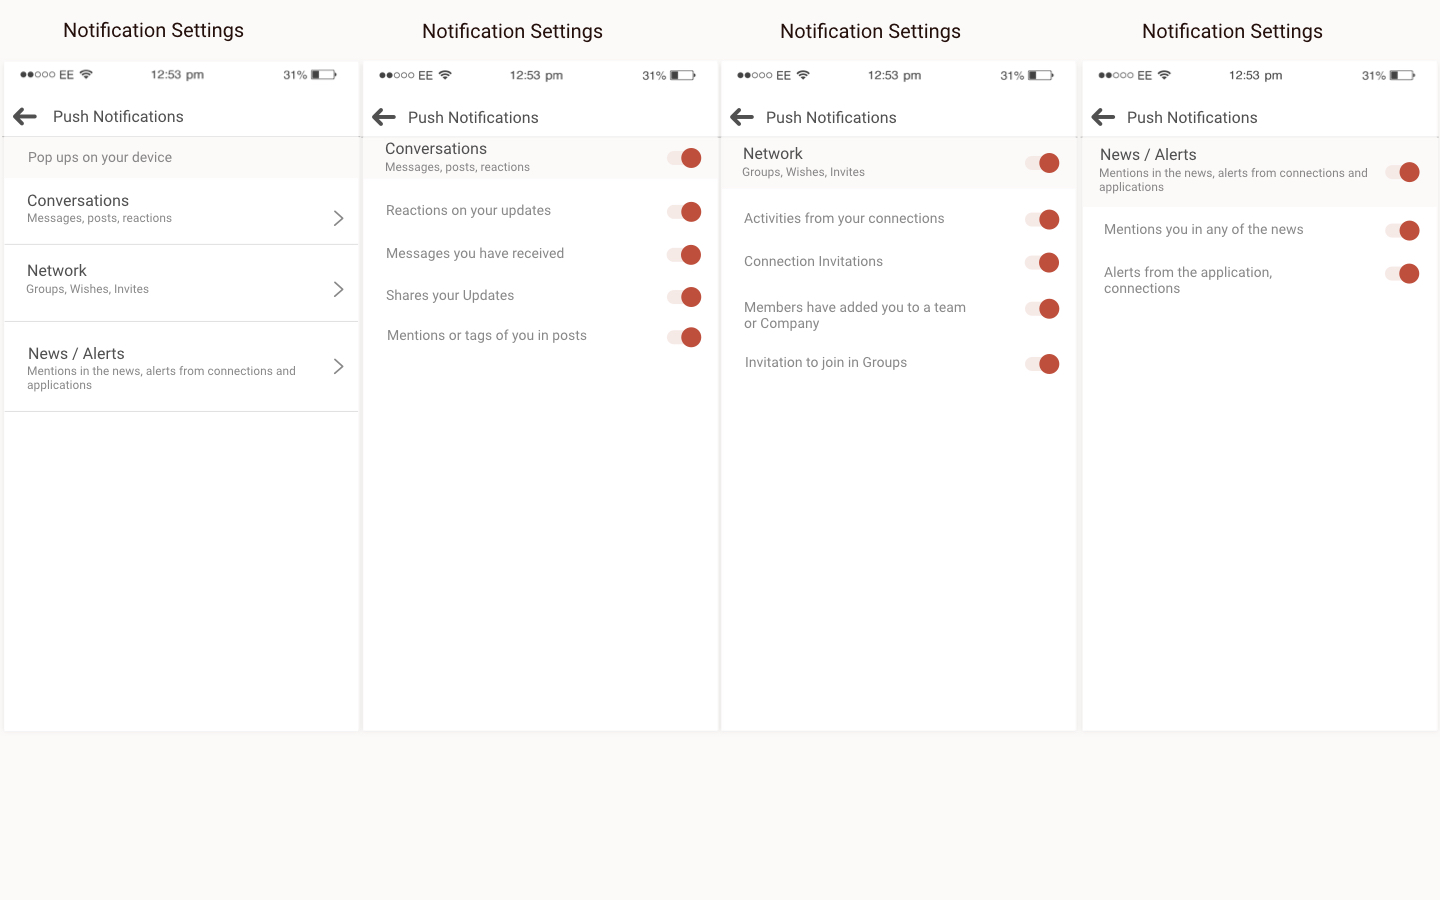 Notification Settings
EE 12:53 pm 31%
Push Notifications
Pop ups on your device
Conversations
Messages, posts, reactions
Network
Groups, Wishes, Invites
News / Alerts
Mentions in the news, alerts from connections and
applications
Notification Settings
EE 12:53 pm 31%
Push Notifications
Conversations
Messages, posts, reactions
Reactions on your updates
Messages you have received
Shares your Updates
Mentions or tags of you in posts
Notification Settings
EE 12:53 pm 31%
Push Notifications
Network
Groups, Wishes, Invites
Activities from your connections
Connection Invitations
Members have added you to a team
or Company
Invitation to join in Groups
Notification Settings
EE 12:53 pm 31%
Push Notifications
News / Alerts
Mentions in the news, alerts from connections and
applications
Mentions you in any of the news
Alerts from the application,
connections